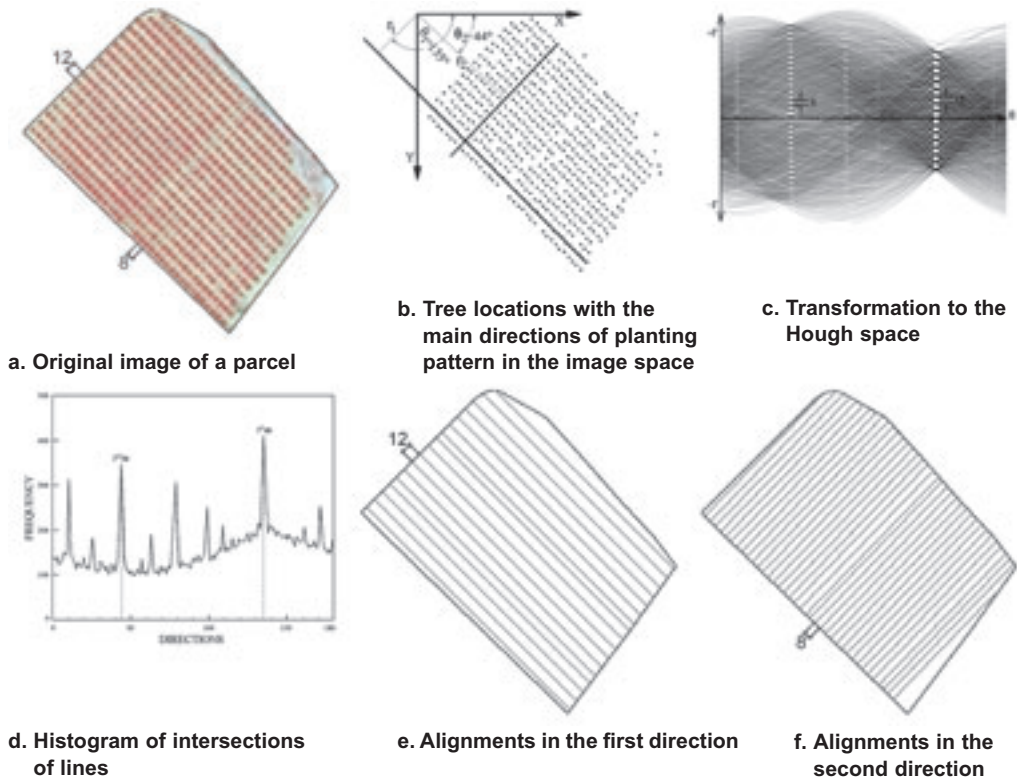 12
8
X
Y
a. Original image of a parcel
b. Tree locations with the
main directions of planting
pattern in the image space
c. Transformation to the
Hough space
FREQUENCY
DIRECTIONS
d. Histogram of intersections
of lines
12
e. Alignments in the first direction
8
f. Alignments in the
second direction